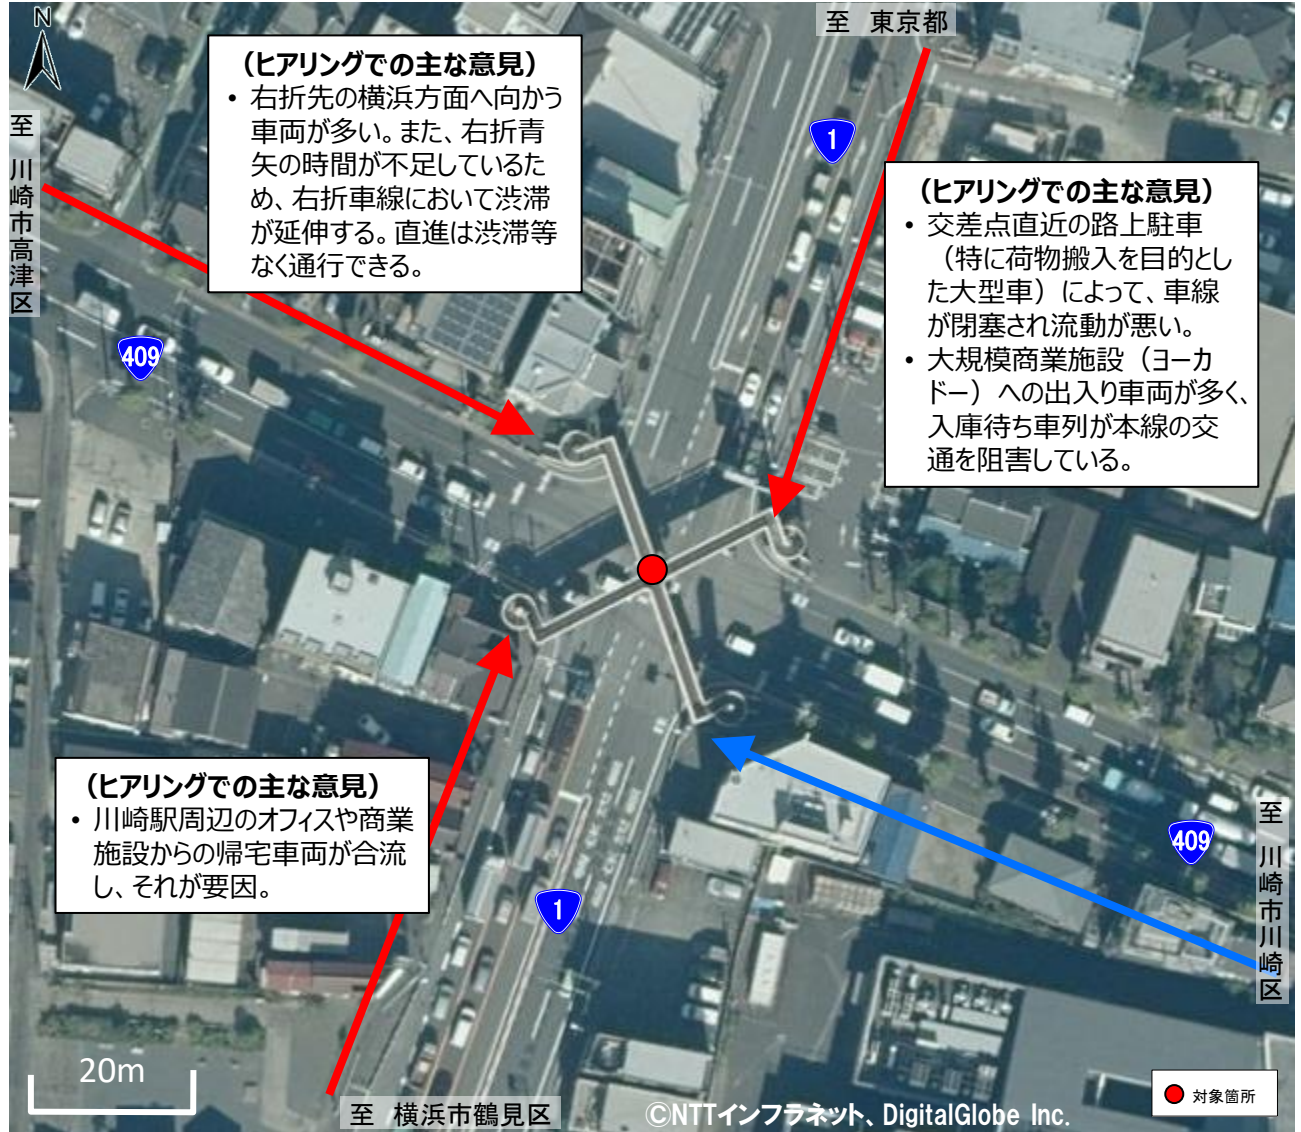 N
至 東京都
至 川崎市高津区
（ヒアリングでの主な意見）
• 右折先の横浜方面へ向かう
車両が多い。また、右折青
矢の時間が不足しているた
め、右折車線において渋滞
が延伸する。直進は渋滞等
なく通行できる。
1
（ヒアリングでの主な意見）
• 交差点直近の路上駐車
（特に荷物搬入を目的とし
た大型車）によって、車線
が閉塞され流動が悪い。
• 大規模商業施設（ヨーカ
ドー）への出入り車両が多く、
入庫待ち車列が本線の交
通を阻害している。
409
（ヒアリングでの主な意見）
• 川崎駅周辺のオフィスや商業
施設からの帰宅車両が合流
し、それが要因。
1
409
至 川崎市川崎区
20m
至 横浜市鶴見区
©NTTインフラネット、DigitalGlobe Inc.
対象箇所